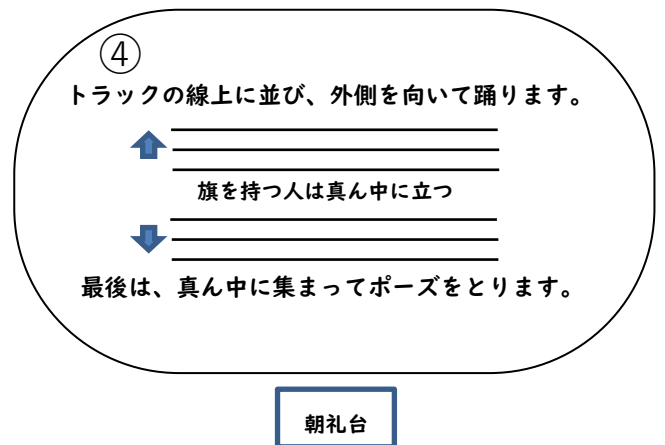 ④
トラックの線上に並び、外側を向いて踊ります。
旗を持つ人は真ん中に立つ
最後は、真ん中に集まってポーズをとります。
朝礼台